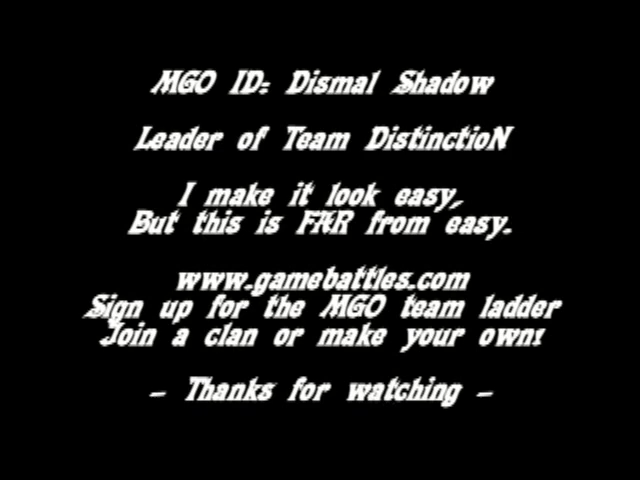 MGO ID: Dismal Shadow
Leader of Team DistinctioN
I make it look easy,
But this is FAR from easy.
www.gamebattles.com
Sign up for the MGO team ladder
Join a clan or make your own!
- Thanks for watching -